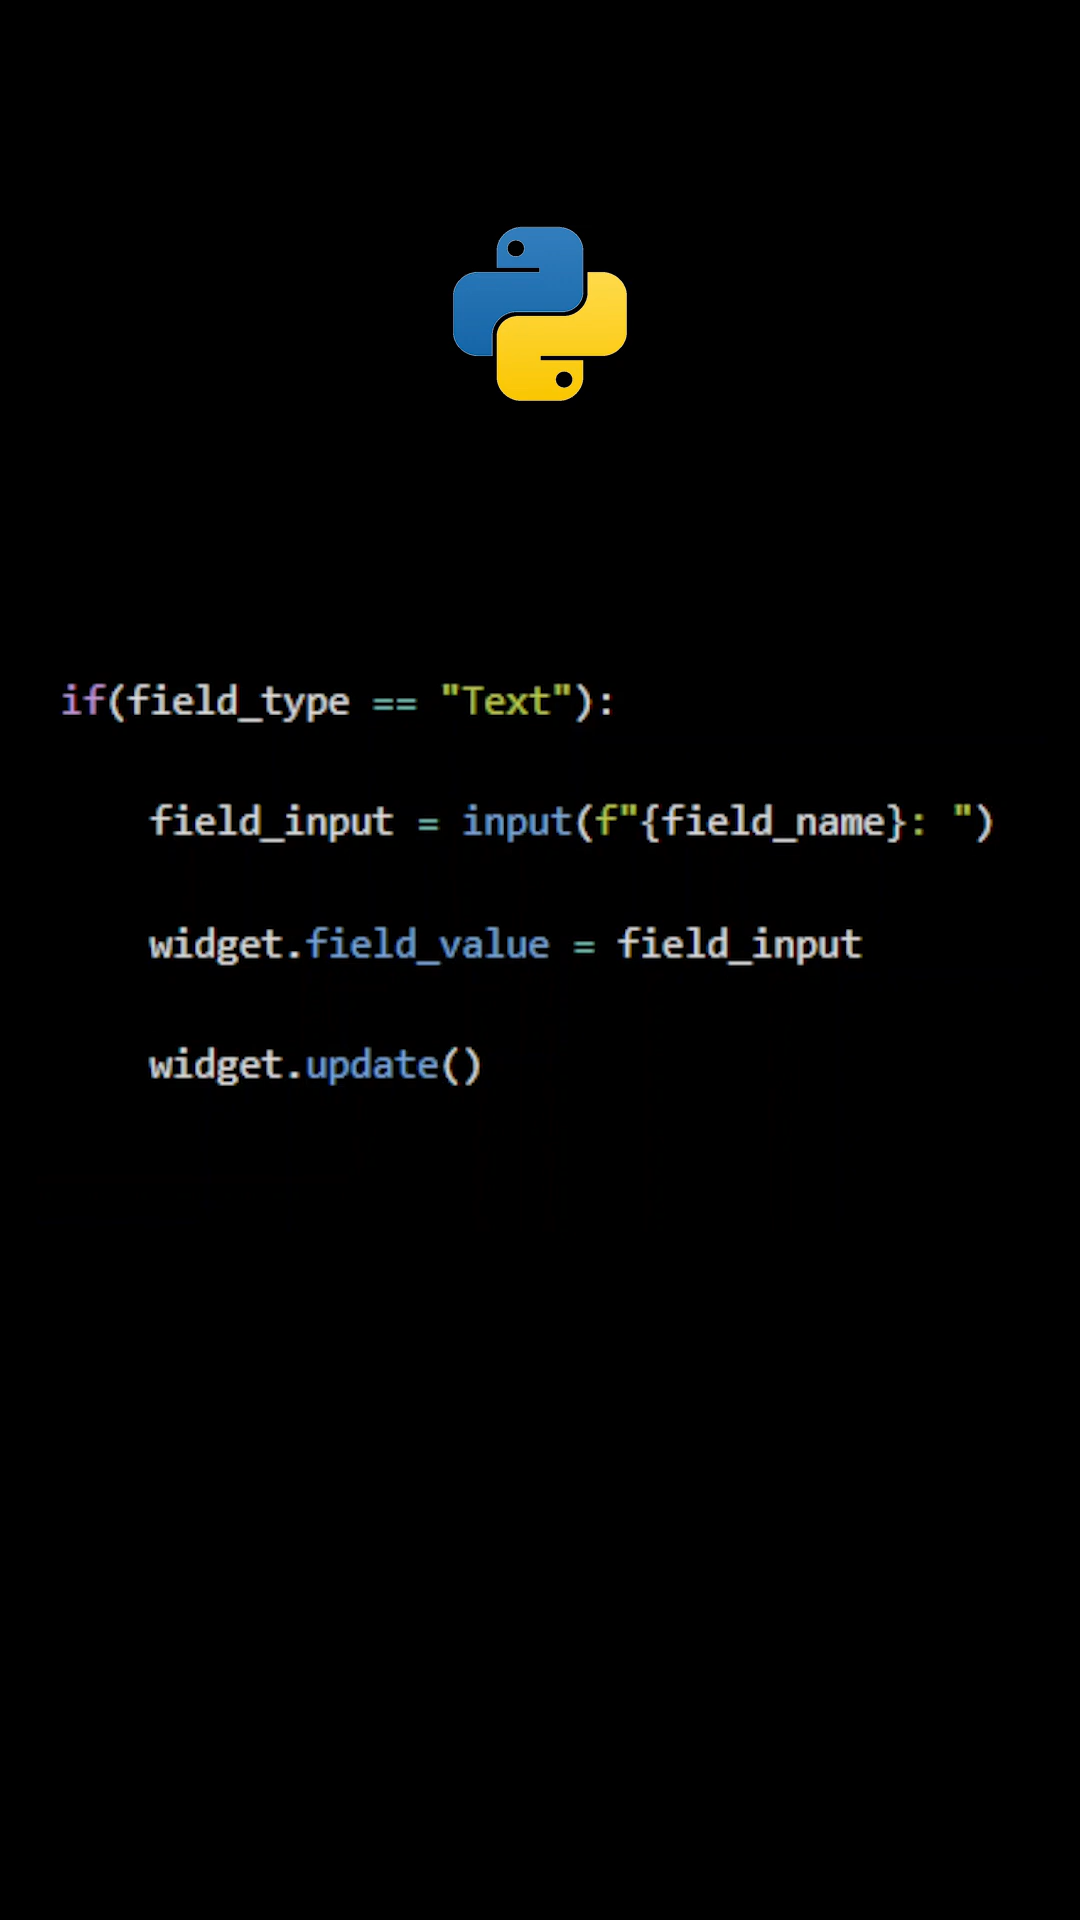 if(field_type == "Text"):
field_input = input(f"{field_name}: ")
widget.field_value = field_input
widget.update()